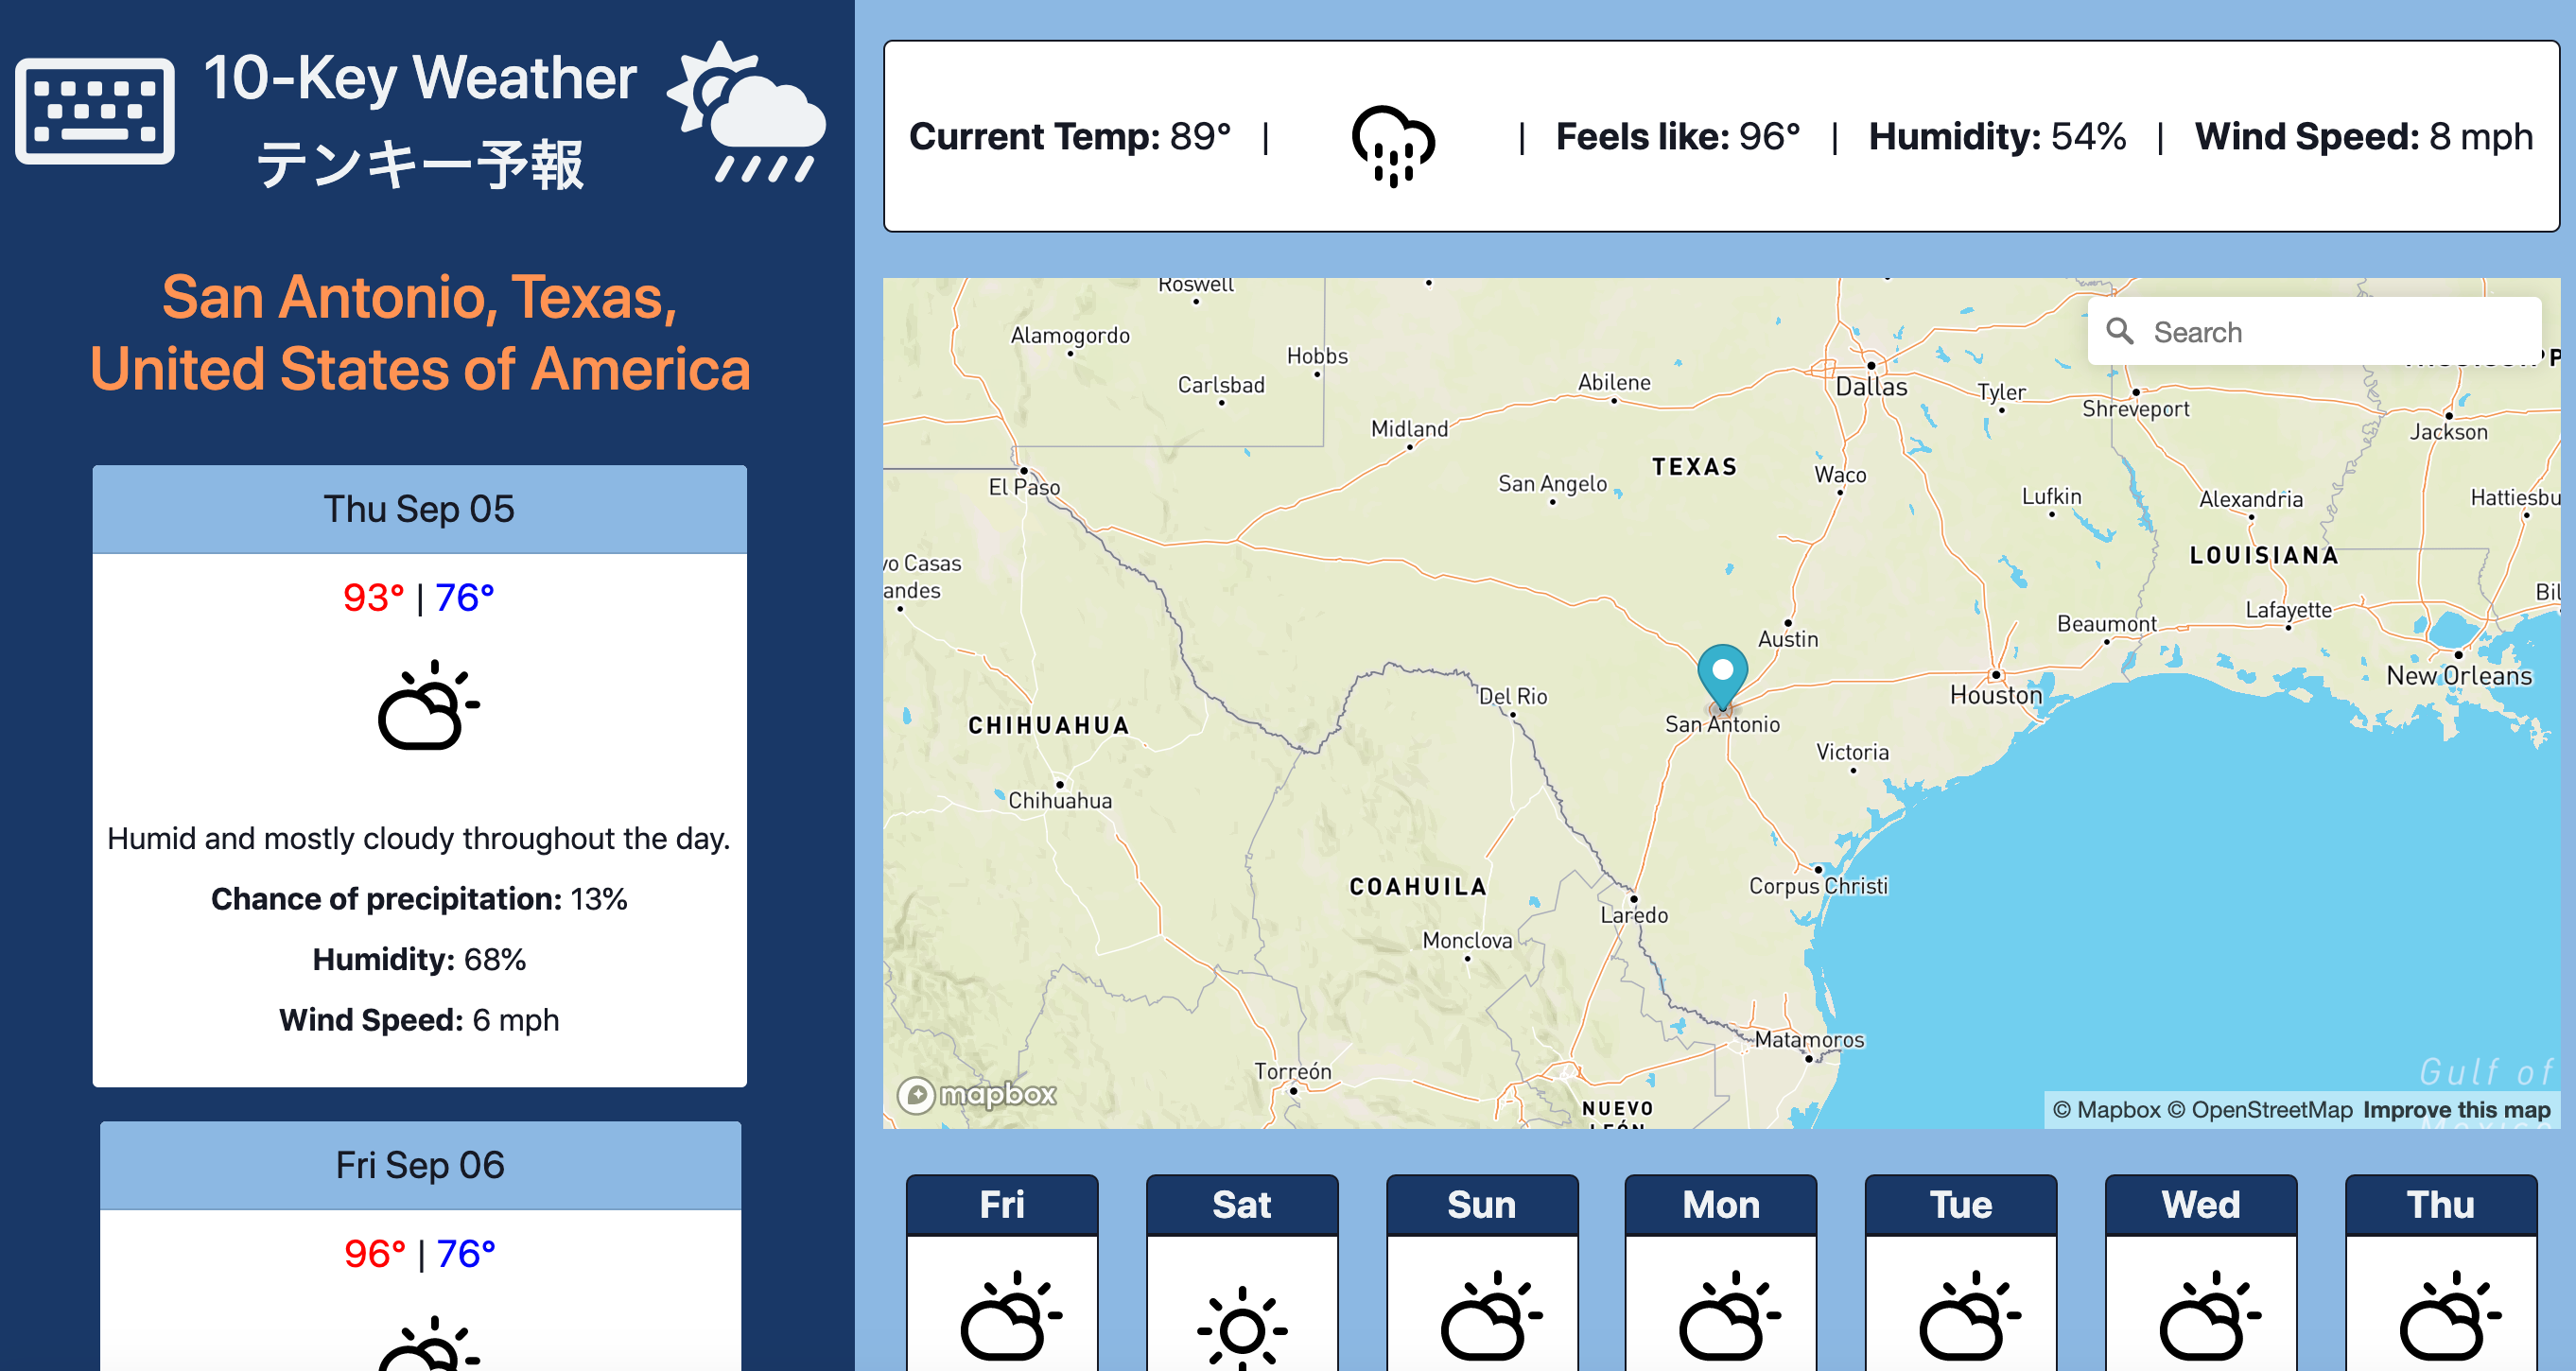 10-Key Weather
テンキー予報
San Antonio, Texas,
United States of America
Thu Sep 05
93° | 76°
Humid and mostly cloudy throughout the day.
Chance of precipitation: 13%
Humidity: 68%
Wind Speed: 6 mph
Fri Sep 06
96° | 76°
Current Temp: 89° | | Feels like: 96° | Humidity: 54% | Wind Speed: 8 mph
Search
Roswell
Alamogordo
Hobbs
Carlsbad
Abilene
Dallas
Tyler
Shreveport
Midland
Jackson
TEXAS
Waco
San Angelo
El Paso
Lufkin
Alexandria
Hattiesbu
LOUISIANA
vo Casas
andes
Bil
Lafayette
Beaumont
Austin
New Orleans
Houston
Del Rio
San Antonio
CHIHUAHUA
Victoria
Chihuahua
COAHUILA
Corpus Christi
Laredo
Monclova
Matamoros
Torreón
Gulf of
Mexico
mapbox
NUEVO
LEÓN
© Mapbox © OpenStreetMap Improve this map
Fri
Sat
Sun
Mon
Tue
Wed
Thu